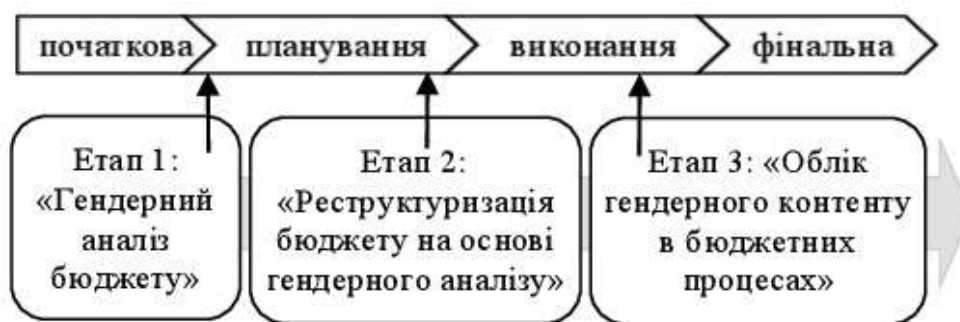 початкова планування виконання фінальна
Етап 1:
«Гендерний
аналіз
бюджету»
Етап 2:
«Реструктуризація
бюджету на основі
гендерного аналізу»
Етап 3: «Облік
гендерного контенту
в бюджетних
процесах»